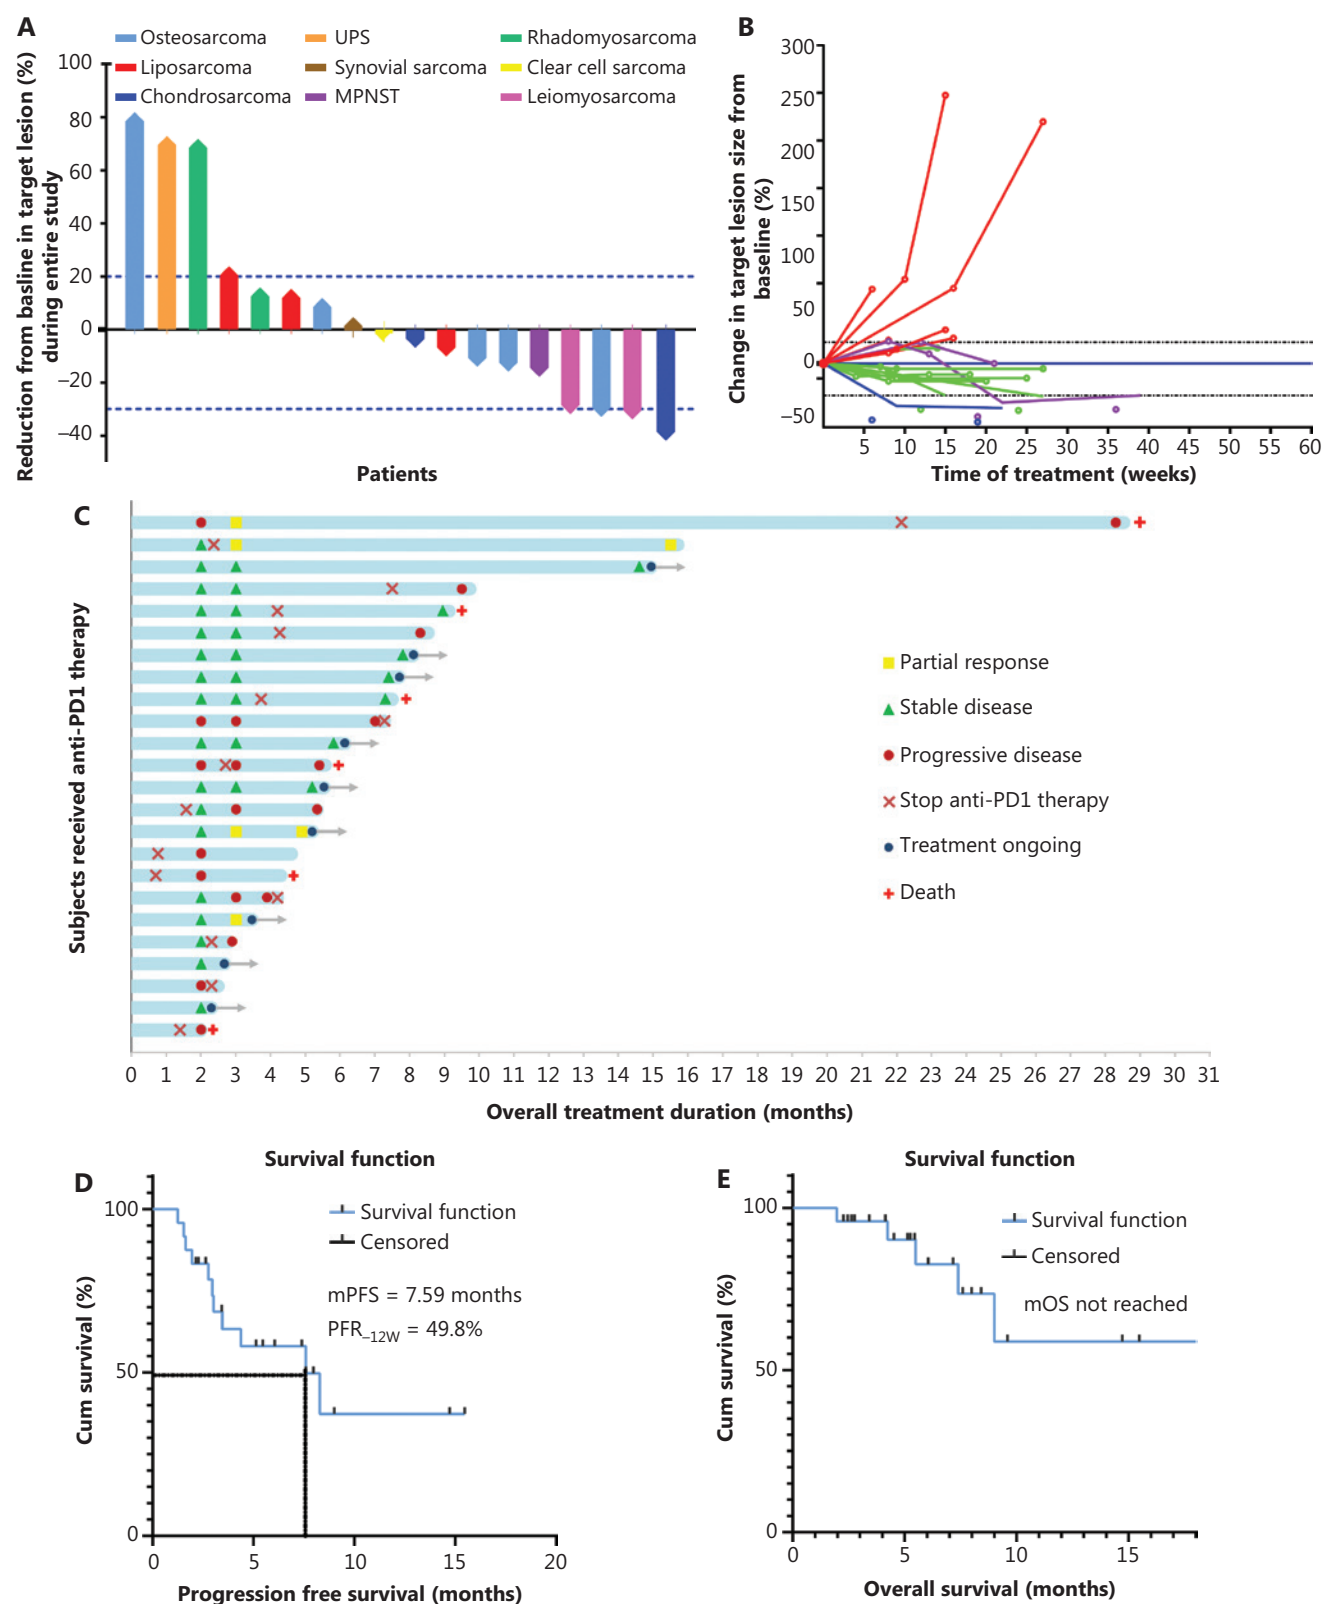 A
Osteosarcoma UPS Rhadomyosarcoma
Liposarcoma Synovial sarcoma Clear cell sarcoma
Chondrosarcoma MPNST Leiomyosarcoma
Reduction from basline in target lesion (%)
during entire study
100
80
60
40
20
0
–20
–40
Patients
B
Change in target lesion size from
baseline (%)
300
250
200
150
100
50
0
–50
5 10 15 20 25 30 35 40 45 50 55 60
Time of treatment (weeks)
C
Subjects received anti-PD1 therapy
Partial response
Stable disease
Progressive disease
Stop anti-PD1 therapy
Treatment ongoing
Death
0 1 2 3 4 5 6 7 8 9 10 11 12 13 14 15 16 17 18 19 20 21 22 23 24 25 26 27 28 29 30 31
Overall treatment duration (months)
D
Survival function
Cum survival (%)
100
50
0
Survival function
Censored
mPFS = 7.59 months
PFR–12W = 49.8%
0 5 10 15 20
Progression free survival (months)
E
Survival function
Cum survival (%)
100
50
0
Survival function
Censored
mOS not reached
0 5 10 15
Overall survival (months)